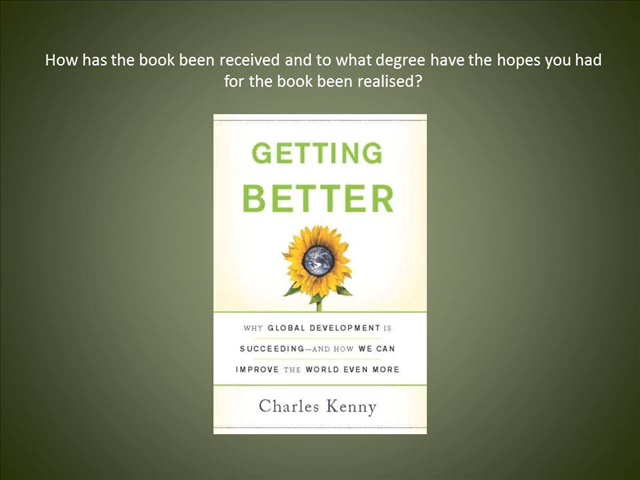 How has the book been received and to what degree have the hopes you had
for the book been realised?
GETTING
BETTER
WHY GLOBAL DEVELOPMENT IS
SUCCEEDING—AND HOW WE CAN
IMPROVE THE WORLD EVEN MORE
Charles Kenny